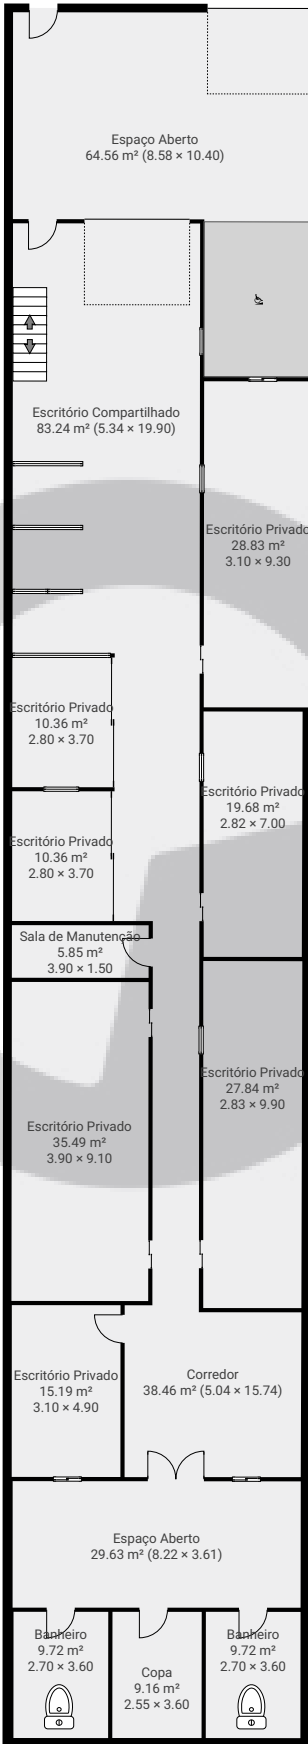 Espaço Aberto
64.56 m² (8.58 × 10.40)
Escritório Compartilhado
83.24 m² (5.34 × 19.90)
Escritório Privado
28.83 m²
3.10 × 9.30
Escritório Privado
10.36 m²
2.80 × 3.70
Escritório Privado
19.68 m²
2.82 × 7.00
Escritório Privado
10.36 m²
2.80 × 3.70
Sala de Manutenção
5.85 m²
3.90 × 1.50
Escritório Privado
27.84 m²
2.83 × 9.90
Escritório Privado
35.49 m²
3.90 × 9.10
Escritório Privado
15.19 m²
3.10 × 4.90
Corredor
38.46 m² (5.04 × 15.74)
Espaço Aberto
29.63 m² (8.22 × 3.61)
Banheiro
9.72 m²
2.70 × 3.60
Copa
9.16 m²
2.55 × 3.60
Banheiro
9.72 m²
2.70 × 3.60